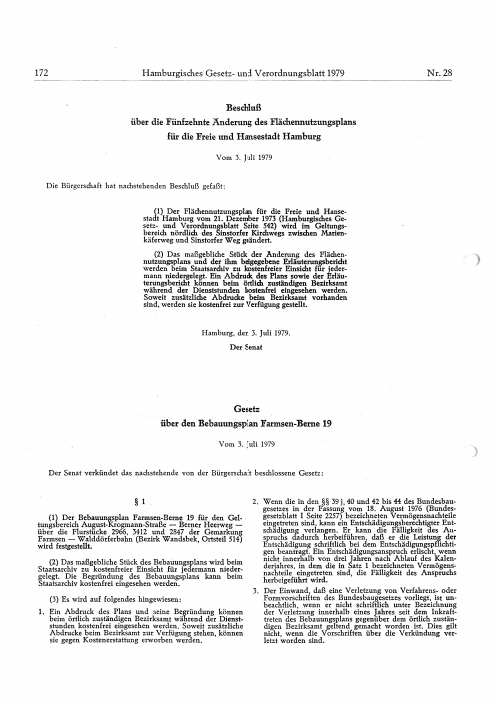 172
Hamburgisches Gesetz- und Verordnungsblatt 1979
Nr. 28
Beschluß
über die Fünfzehnte Änderung des Flächennutzungsplans
für die Freie und Hansestadt Hamburg
Vom 3. Juli 1979
Die Bürgerschaft hat nachstehenden Beschluß gefaßt:
(1) Der Flächennutzungsplan für die Freie und Hanse-
stadt Hamburg vom 21. Dezember 1973 (Hamburgisches Ge-
setz- und Verordnungsblatt Seite 542) wird im Geltungs-
bereich nördlich des Sinstorfer Kirchwegs zwischen Marien-
käferweg und Sinstorfer Weg geändert.
(2) Das maßgebliche Stück der Änderung des Flächen-
nutzungsplans und der ihm beigegebene Erläuterungsbericht
werden beim Staatsarchiv zu kostenfreier Einsicht für jeder-
mann niedergelegt. Ein Abdruck des Plans sowie der Erläu-
terungsbericht können beim örtlich zuständigen Bezirksamt
während der Dienststunden kostenfrei eingesehen werden.
Soweit zusätzliche Abdrucke beim Bezirksamt vorhanden
sind, werden sie kostenfrei zur Verfügung gestellt.
Hamburg, den 3. Juli 1979.
Der Senat
Gesetz
über den Bebauungsplan Farmsen-Berne 19
Vom 3. Juli 1979
Der Senat verkündet das nachstehende von der Bürgerschaft beschlossene Gesetz:
§ 1
(1) Der Bebauungsplan Farmsen-Berne 19 für den Gel-
tungsbereich August-Krogmann-Straße — Berner Heerweg —
über die Flurstücke 2966, 3412 und 2847 der Gemarkung
Farmsen — Walddörferbahn (Bezirk Wandsbek, Ortsteil 514)
wird festgestellt.
(2) Das maßgebliche Stück des Bebauungsplans wird beim
Staatsarchiv zu kostenfreier Einsicht für jedermann nieder-
gelegt. Die Begründung des Bebauungsplans kann beim
Staatsarchiv kostenfrei eingesehen werden.
(3) Es wird auf folgendes hingewiesen:
1. Ein Abdruck des Plans und seine Begründung können
beim örtlich zuständigen Bezirksamt während der Dienst-
stunden kostenfrei eingesehen werden. Soweit zusätzliche
Abdrucke beim Bezirksamt zur Verfügung stehen, können
sie gegen Kostenerstattung erworben werden.
2. Wenn die in den §§ 39 j, 40 und 42 bis 44 des Bundesbau-
gesetzes in der Fassung vom 18. August 1976 (Bundes-
gesetzblatt I Seite 2257) bezeichneten Vermögensnachteile
eingetreten sind, kann ein Entschädigungsberechtigter Ent-
schädigung verlangen. Er kann die Fälligkeit des An-
spruchs dadurch herbeiführen, daß er die Leistung der
Entschädigung schriftlich bei dem Entschädigungspflichti-
gen beantragt. Ein Entschädigungsanspruch erlischt, wenn
nicht innerhalb von drei Jahren nach Ablauf des Kalen-
derjahres, in dem die in Satz 1 bezeichneten Vermögens-
nachteile eingetreten sind, die Fälligkeit des Anspruchs
herbeigeführt wird.
3. Der Einwand, daß eine Verletzung von Verfahrens- oder
Formvorschriften des Bundesbaugesetzes vorliegt, ist un-
beachtlich, wenn er nicht schriftlich unter Bezeichnung
der Verletzung innerhalb eines Jahres seit dem Inkraft-
treten des Bebauungsplans gegenüber dem örtlich zustän-
digen Bezirksamt geltend gemacht worden ist. Dies gilt
nicht, wenn die Vorschriften über die Verkündung ver-
letzt worden sind.